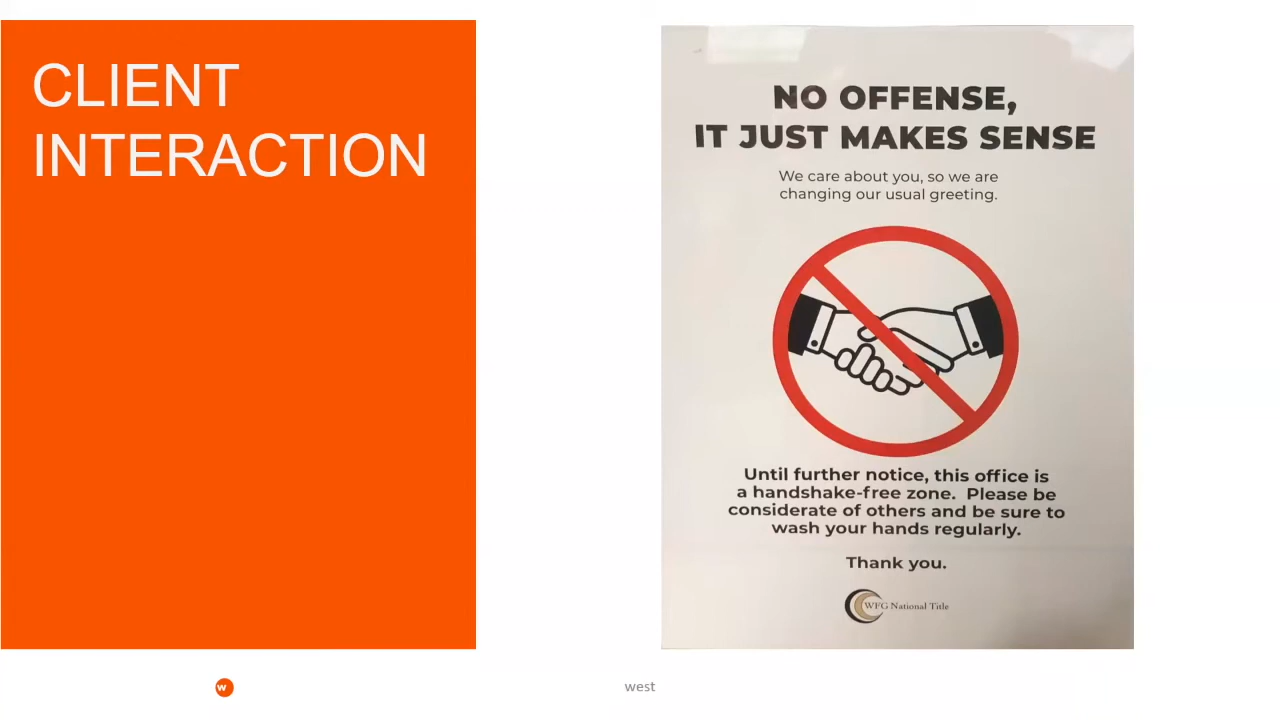 CLIENT
INTERACTION
NO OFFENSE,
IT JUST MAKES SENSE
We care about you, so we are
changing our usual greeting.
Until further notice, this office is
a handshake-free zone.  Please be
considerate of others and be sure to
wash your hands regularly.
Thank you.
WFG National Title
w
west